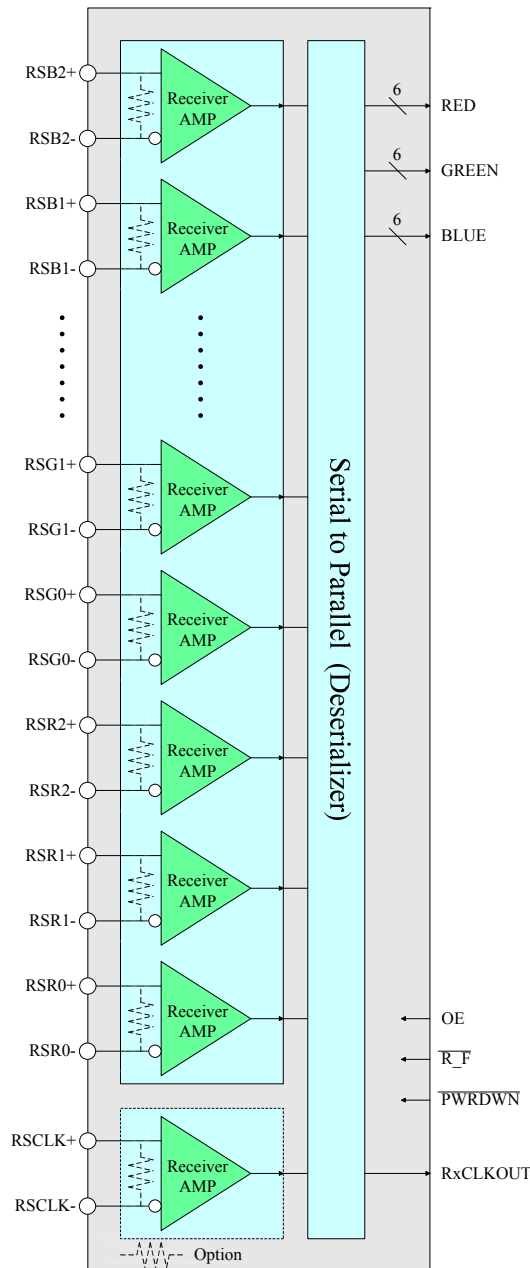 RSB2+
Receiver
AMP
RSB2-
6
RED
6
GREEN
RSB1+
Receiver
AMP
RSB1-
6
BLUE
RSG1+
Receiver
AMP
RSG1-
Serial to Parallel (Deserializer)
RSG0+
Receiver
AMP
RSG0-
RSR2+
Receiver
AMP
RSR2-
RSR1+
Receiver
AMP
RSR1-
RSR0+
Receiver
AMP
RSR0-
OE
R_F
PWRDWN
RSCLK+
Receiver
AMP
RSCLK-
RxCLKOUT
Option